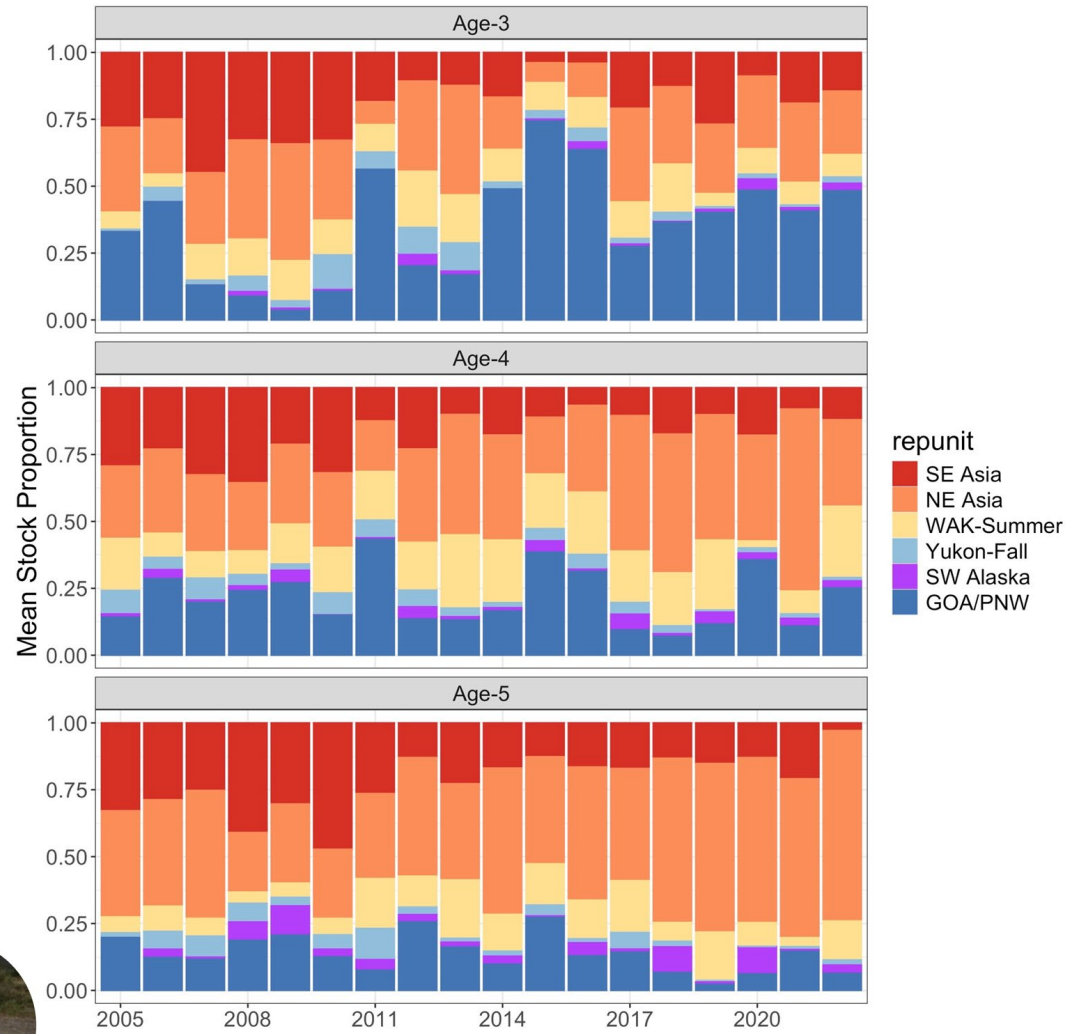 Age-3
1.00
0.75
0.50
0.25
0.00
Age-4
1.00
0.75
0.50
0.25
0.00
Age-5
1.00
0.75
0.50
0.25
0.00
2005 2008 2011 2014 2017 2020
Mean Stock Proportion
repunit
SE Asia
NE Asia
WAK-Summer
Yukon-Fall
SW Alaska
GOA/PNW